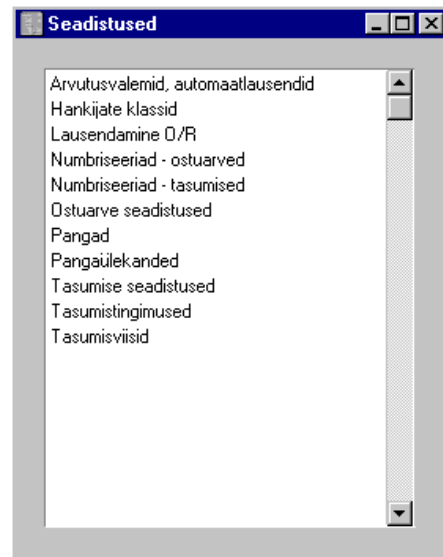 Seadistused
Arvutusvalemid, automaatlausendid
Hankijate klassid
Lausendamine O/R
Numbriseeriad - ostuarved
Numbriseeriad - tasumised
Ostuarve seadistused
Pangad
Pangaülekanded
Tasumise seadistused
Tasumistingimused
Tasumisviisid